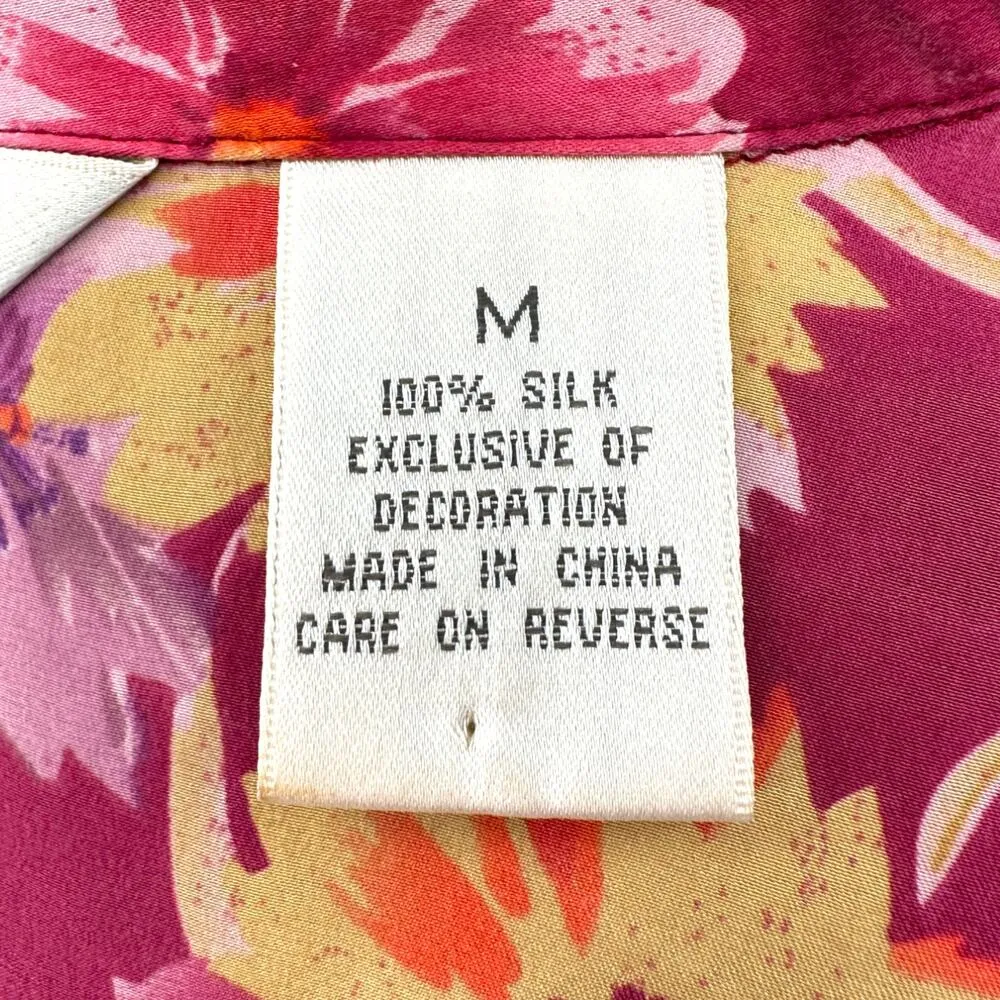 M
100% SILK
EXCLUSIVE OF
DECORATION
MADE IN CHINA
CARE ON REVERSE